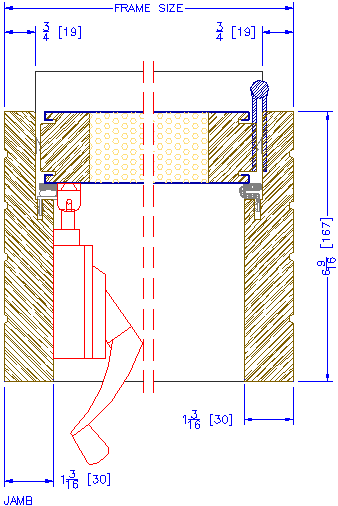 FRAME SIZE
3/4 [19]
3/4 [19]
6 9/16 [167]
1 3/16 [30]
1 3/16 [30]
JAMB